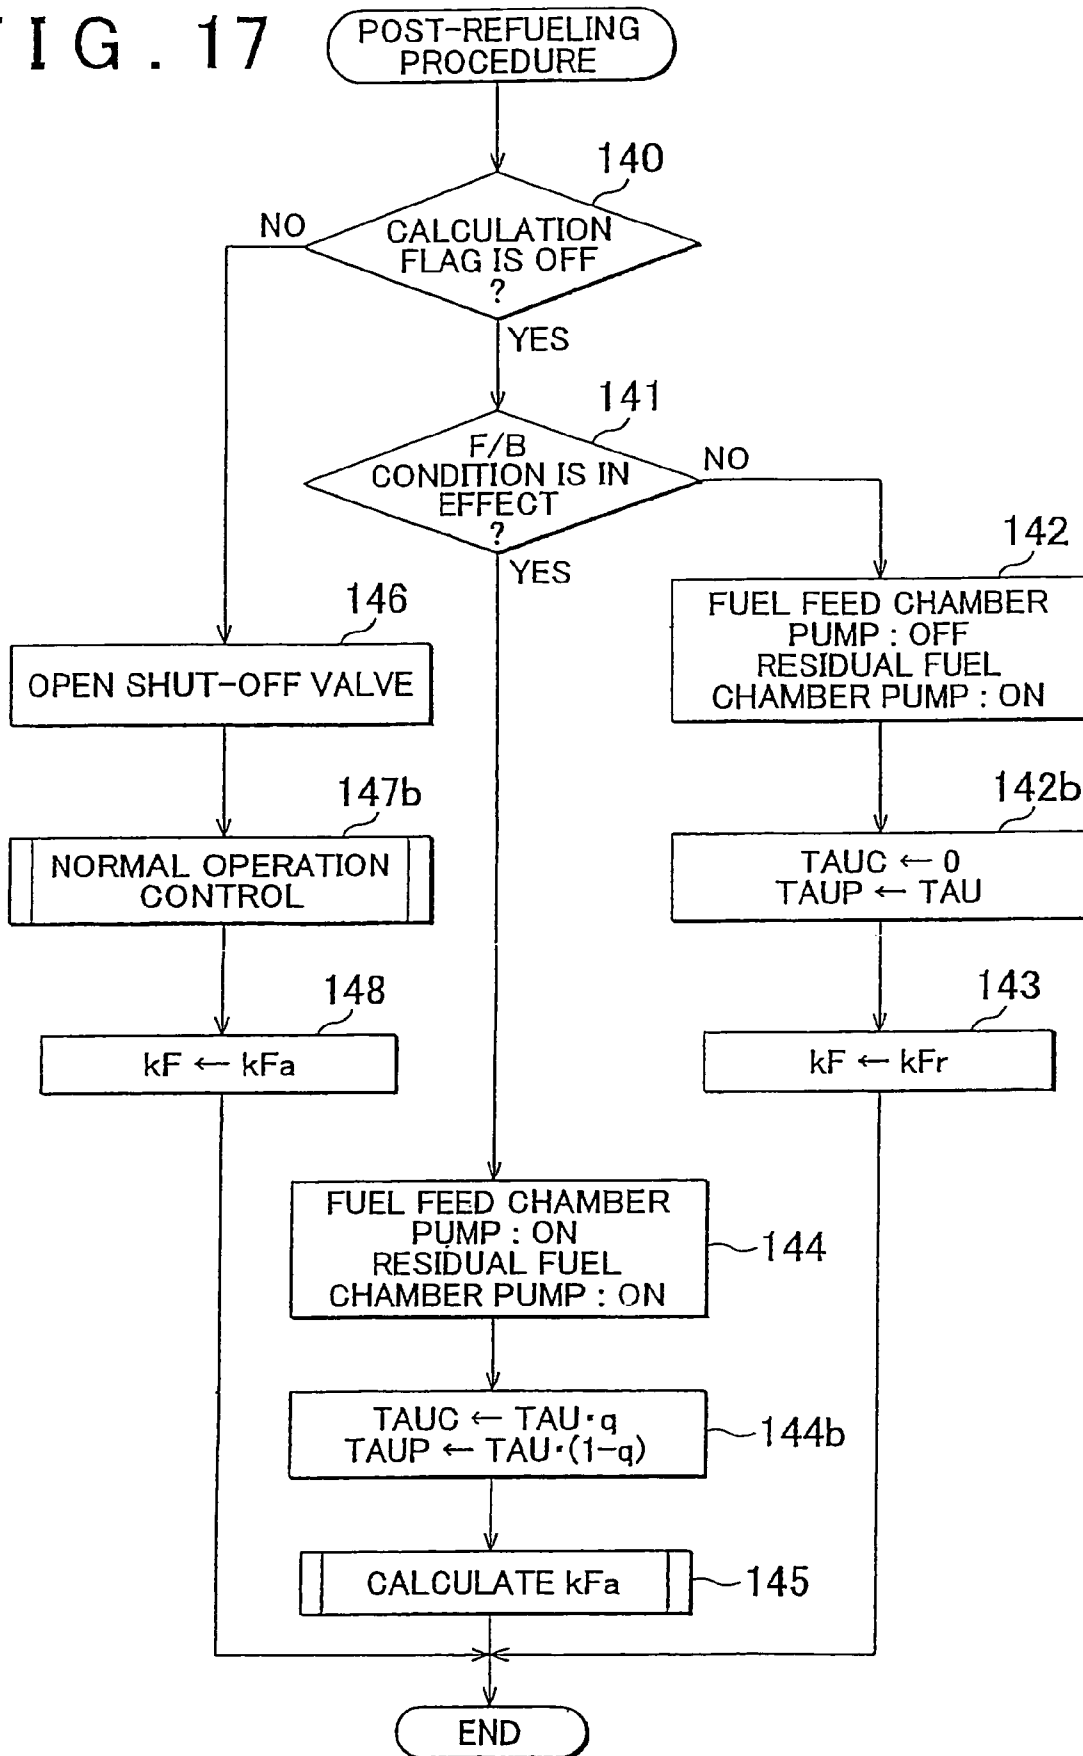 FIG. 17
POST-REFUELING
PROCEDURE
140
NO
CALCULATION
FLAG IS OFF
?
YES
141
F/B
CONDITION IS IN
EFFECT
?
NO
YES
142
FUEL FEED CHAMBER
PUMP : OFF
RESIDUAL FUEL
CHAMBER PUMP : ON
146
OPEN SHUT-OFF VALVE
142b
TAUC ← 0
TAUP ← TAU
147b
NORMAL OPERATION
CONTROL
148
kF ← kFa
143
kF ← kFr
FUEL FEED CHAMBER
PUMP : ON
RESIDUAL FUEL
CHAMBER PUMP : ON
144
TAUC ← TAU·q
TAUP ← TAU·(1-q)
144b
CALCULATE kFa
145
END